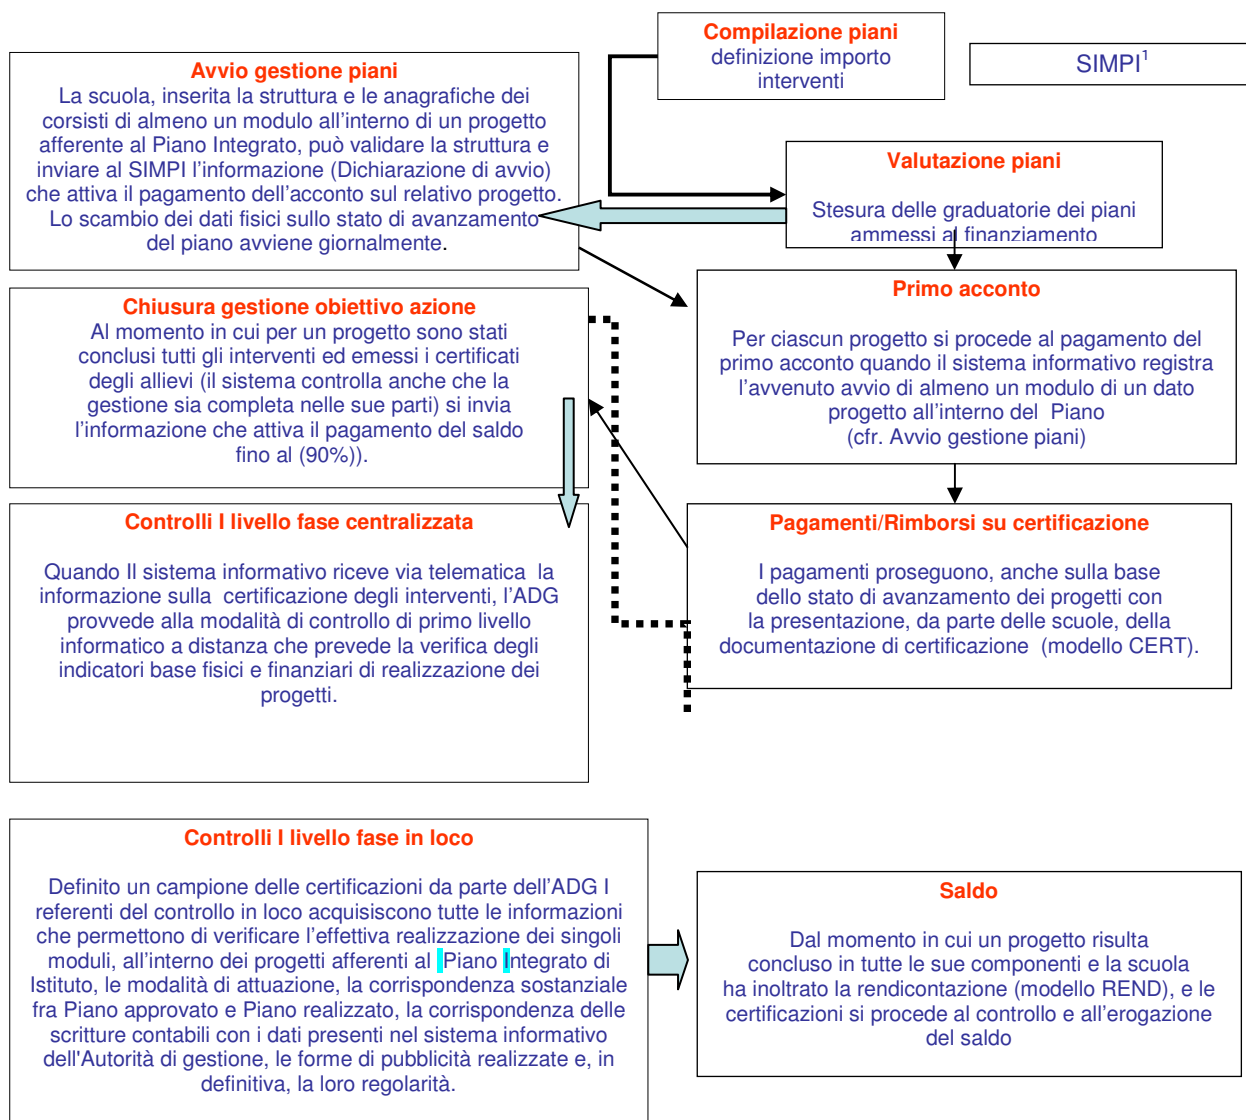 Compilazione piani
definizione importo
interventi
SIMPI¹
Avvio gestione piani
La scuola, inserita la struttura e le anagrafiche dei
corsisti di almeno un modulo all'interno di un progetto
afferente al Piano Integrato, può validare la struttura e
inviare al SIMPI l'informazione (Dichiarazione di avvio)
che attiva il pagamento dell'acconto sul relativo progetto.
Lo scambio dei dati fisici sullo stato di avanzamento
del piano avviene giornalmente.
Valutazione piani
Stesura delle graduatorie dei piani
ammessi al finanziamento
Primo acconto
Per ciascun progetto si procede al pagamento del
primo acconto quando il sistema informativo registra
l'avvenuto avvio di almeno un modulo di un dato
progetto all'interno del Piano
(cfr. Avvio gestione piani)
Chiusura gestione obiettivo azione
Al momento in cui per un progetto sono stati
conclusi tutti gli interventi ed emessi i certificati
degli allievi (il sistema controlla anche che la
gestione sia completa nelle sue parti) si invia
l'informazione che attiva il pagamento del saldo
fino al (90%)).
Controlli I livello fase centralizzata
Quando Il sistema informativo riceve via telematica la
informazione sulla certificazione degli interventi, l'ADG
provvede alla modalità di controllo di primo livello
informatico a distanza che prevede la verifica degli
indicatori base fisici e finanziari di realizzazione dei
progetti.
Pagamenti/Rimborsi su certificazione
I pagamenti proseguono, anche sulla base
dello stato di avanzamento dei progetti con
la presentazione, da parte delle scuole, della
documentazione di certificazione (modello CERT).
Controlli I livello fase in loco
Definito un campione delle certificazioni da parte dell'ADG I
referenti del controllo in loco acquisiscono tutte le informazioni
che permettono di verificare l'effettiva realizzazione dei singoli
moduli, all'interno dei progetti afferenti al Piano Integrato di
Istituto, le modalità di attuazione, la corrispondenza sostanziale
fra Piano approvato e Piano realizzato, la corrispondenza delle
scritture contabili con i dati presenti nel sistema informativo
dell'Autorità di gestione, le forme di pubblicità realizzate e, in
definitiva, la loro regolarità.
Saldo
Dal momento in cui un progetto risulta
concluso in tutte le sue componenti e la scuola
ha inoltrato la rendicontazione (modello REND), e le
certificazioni si procede al controllo e all'erogazione
del saldo